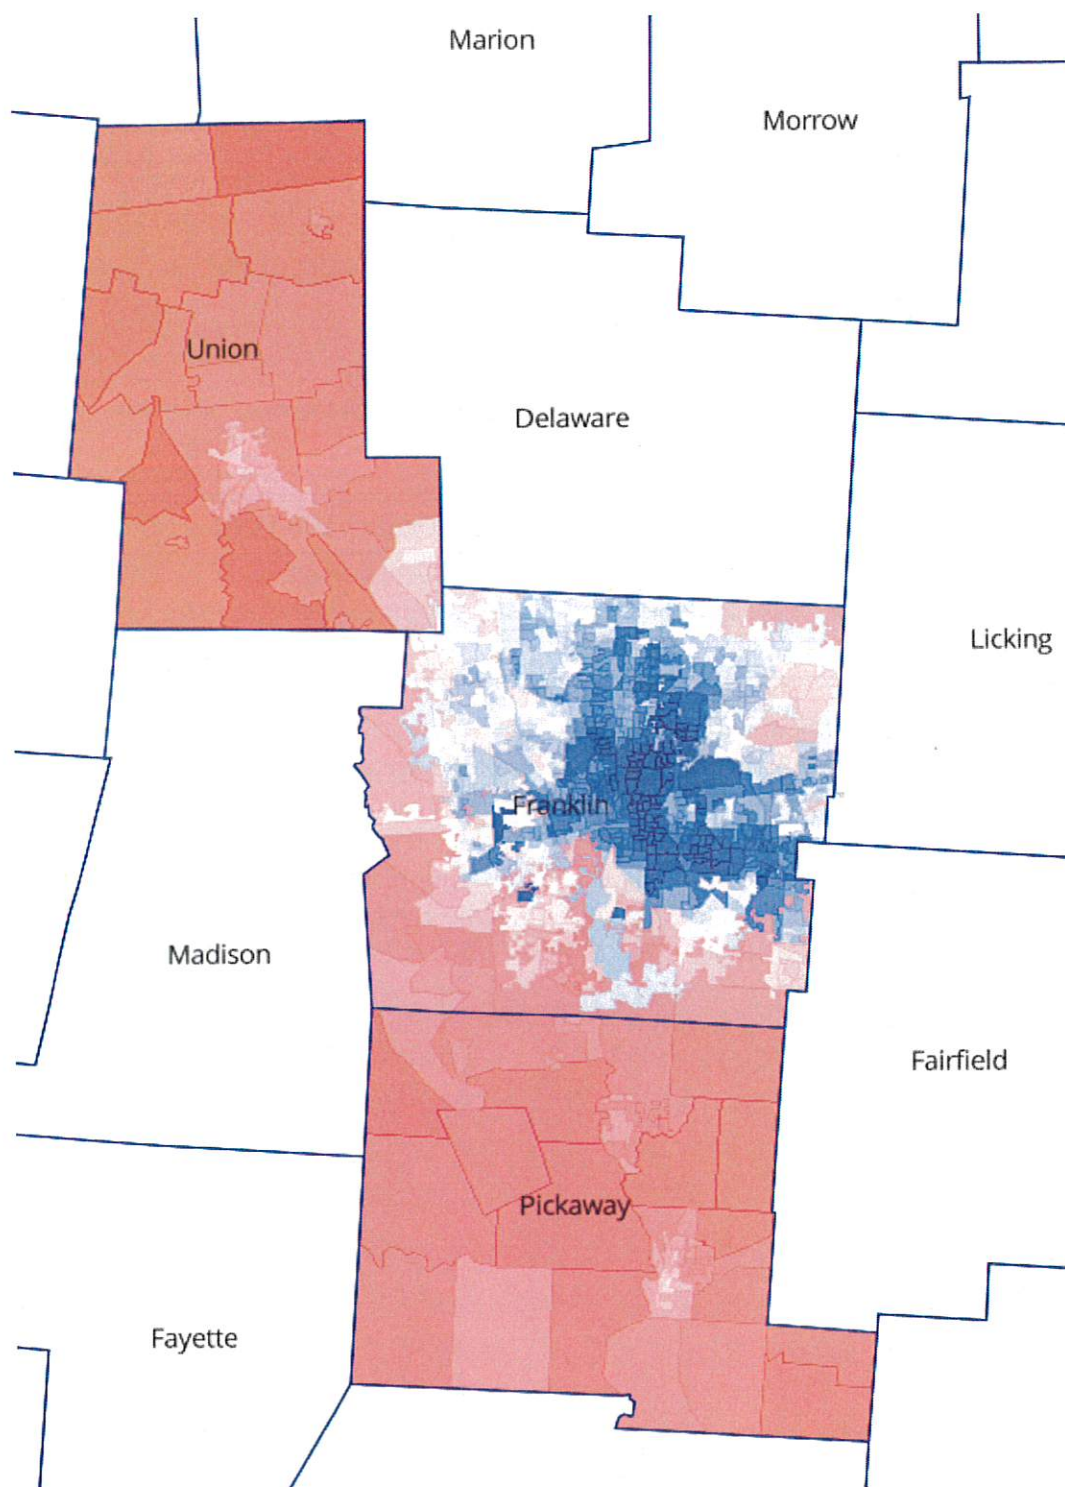 Marion
Morrow
Union
Delaware
Licking
Franklin
Madison
Fairfield
Pickaway
Fayette